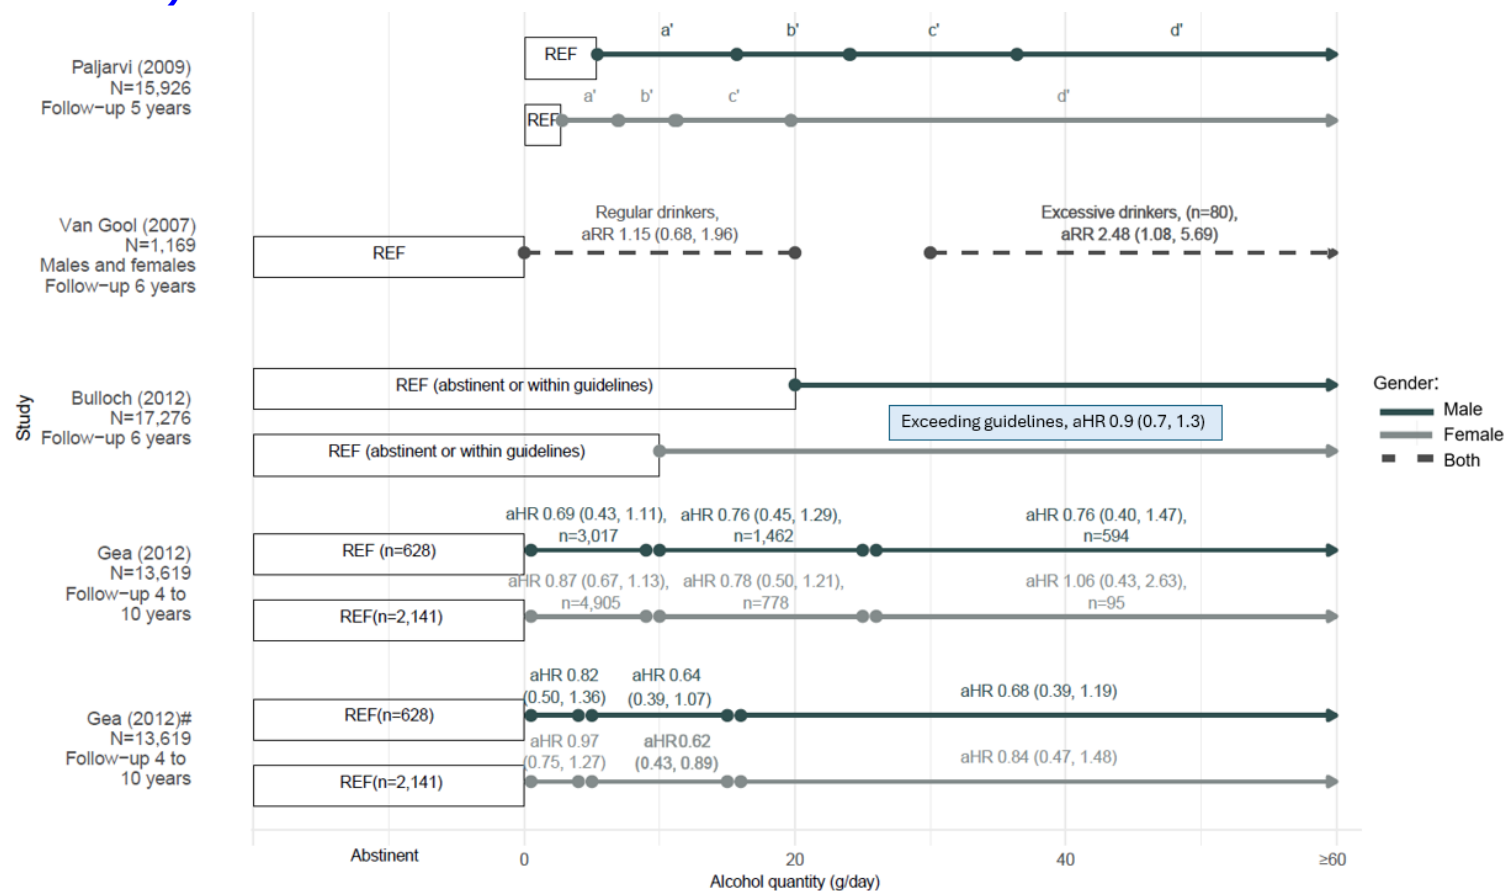 a' b' c' d'
Paljarvi (2009)
N=15,926
Follow−up 5 years
REF
a' b' c' d'
REF
Van Gool (2007)
N=1,169
Males and females
Follow−up 6 years
REF
Regular drinkers,
aRR 1.15 (0.68, 1.96)
Excessive drinkers, (n=80),
aRR 2.48 (1.08, 5.69)
Study
Bulloch (2012)
N=17,276
Follow−up 6 years
REF (abstinent or within guidelines)
Exceeding guidelines, aHR 0.9 (0.7, 1.3)
REF (abstinent or within guidelines)
Gea (2012)
N=13,619
Follow−up 4 to
10 years
REF (n=628)
aHR 0.69 (0.43, 1.11),
n=3,017
aHR 0.76 (0.45, 1.29),
n=1,462
aHR 0.76 (0.40, 1.47),
n=594
REF(n=2,141)
aHR 0.87 (0.67, 1.13),
n=4,905
aHR 0.78 (0.50, 1.21),
n=778
aHR 1.06 (0.43, 2.63),
n=95
Gea (2012)#
N=13,619
Follow−up 4 to
10 years
REF(n=628)
aHR 0.82
(0.50, 1.36)
aHR 0.64
(0.39, 1.07)
aHR 0.68 (0.39, 1.19)
REF(n=2,141)
aHR 0.97
(0.75, 1.27)
aHR0.62
(0.43, 0.89)
aHR 0.84 (0.47, 1.48)
Gender:
Male
Female
Both
Abstinent 0 20 40 ≥60
Alcohol quantity (g/day)